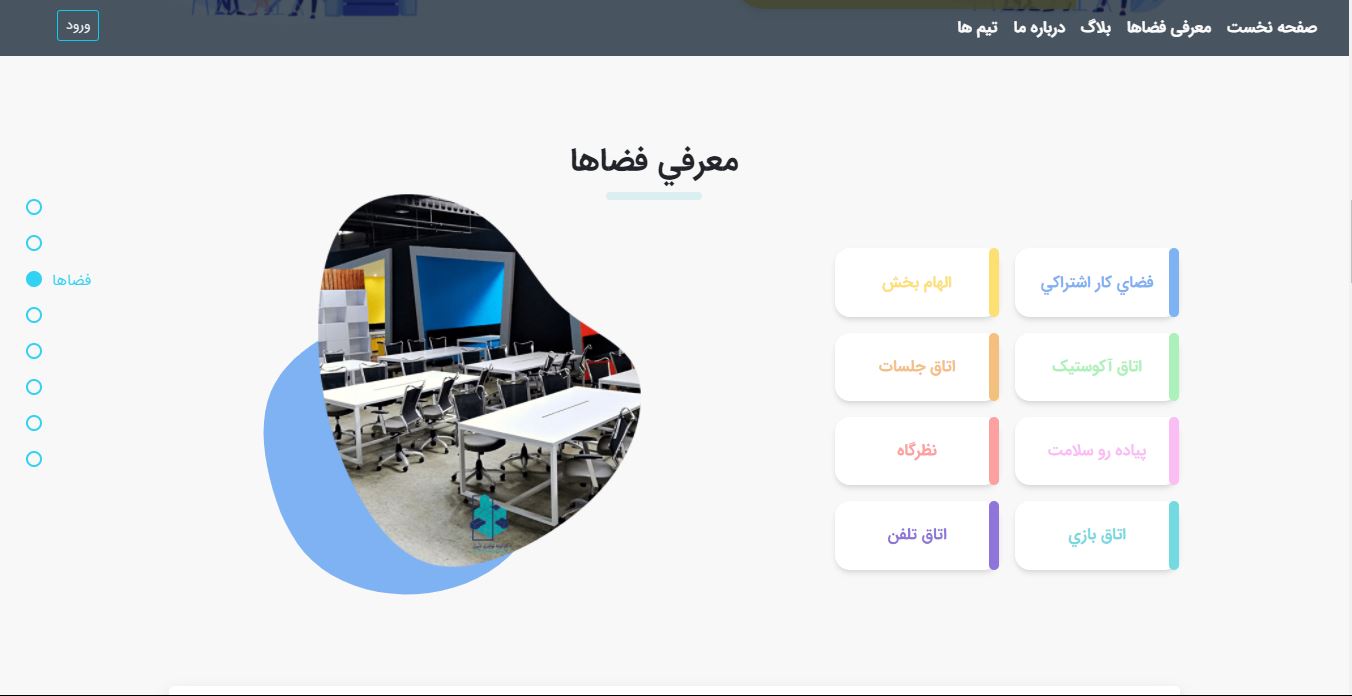 صفحه نخست
معرفی فضاها
بلاگ
درباره ما
تیم ها
ورود
معرفي فضاها
فضاها
فضاي کار اشتراکي
الهام بخش
اتاق آکوستیک
اتاق جلسات
پیاده رو سلامت
نظرگاه
اتاق بازي
اتاق تلفن